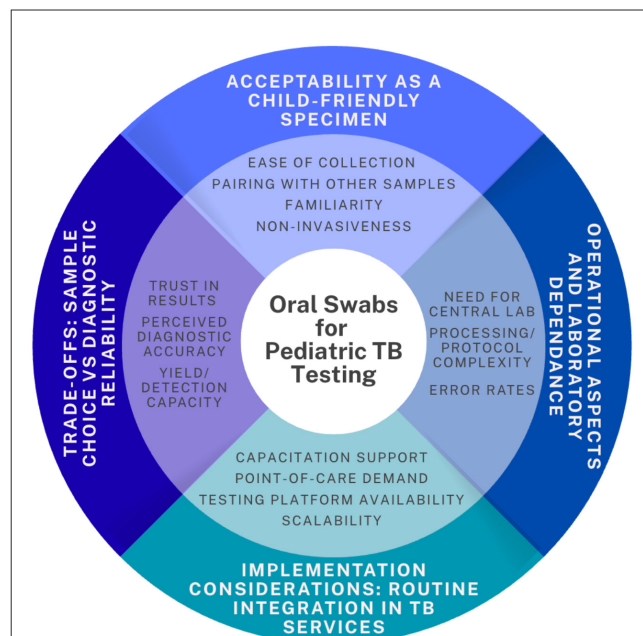 ACCEPTABILITY AS A
CHILD-FRIENDLY
SPECIMEN
EASE OF COLLECTION
PAIRING WITH OTHER SAMPLES
FAMILIARITY
NON-INVASIVENESS
TRADE-OFFS: SAMPLE
CHOICE VS DIAGNOSTIC
RELIABILITY
TRUST IN
RESULTS
PERCEIVED
DIAGNOSTIC
ACCURACY
YIELD/
DETECTION
CAPACITY
Oral Swabs
for
Pediatric TB
Testing
NEED FOR
CENTRAL LAB
PROCESSING/
PROTOCOL
COMPLEXITY
ERROR RATES
OPERATIONAL ASPECTS
AND LABORATORY
DEPENDANCE
CAPACITATION SUPPORT
POINT-OF-CARE DEMAND
TESTING PLATFORM AVAILABILITY
SCALABILITY
IMPLEMENTATION
CONSIDERATIONS: ROUTINE
INTEGRATION IN TB
SERVICES